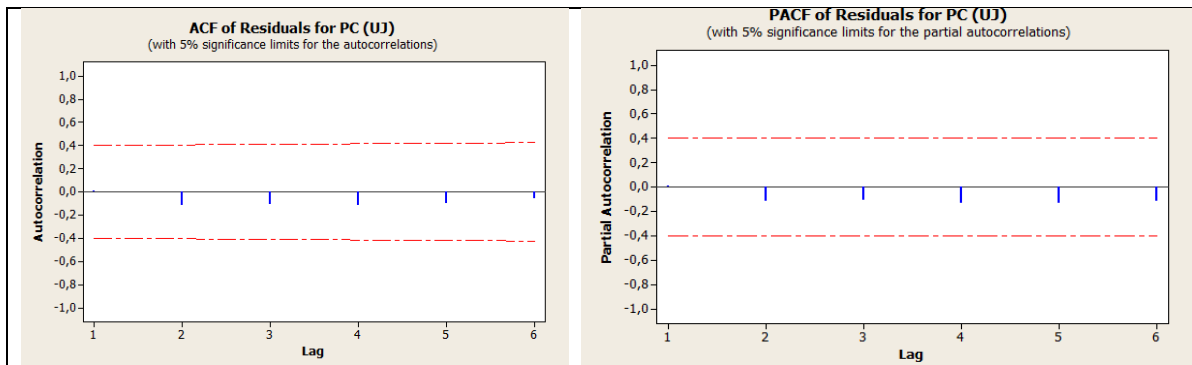 ACF of Residuals for PC (UJ)
(with 5% significance limits for the autocorrelations)
1,0
0,8
0,6
0,4
0,2
0,0
-0,2
-0,4
-0,6
-0,8
-1,0
Autocorrelation
1 2 3 4 5 6
Lag
PACF of Residuals for PC (UJ)
(with 5% significance limits for the partial autocorrelations)
1,0
0,8
0,6
0,4
0,2
0,0
-0,2
-0,4
-0,6
-0,8
-1,0
Partial Autocorrelation
1 2 3 4 5 6
Lag